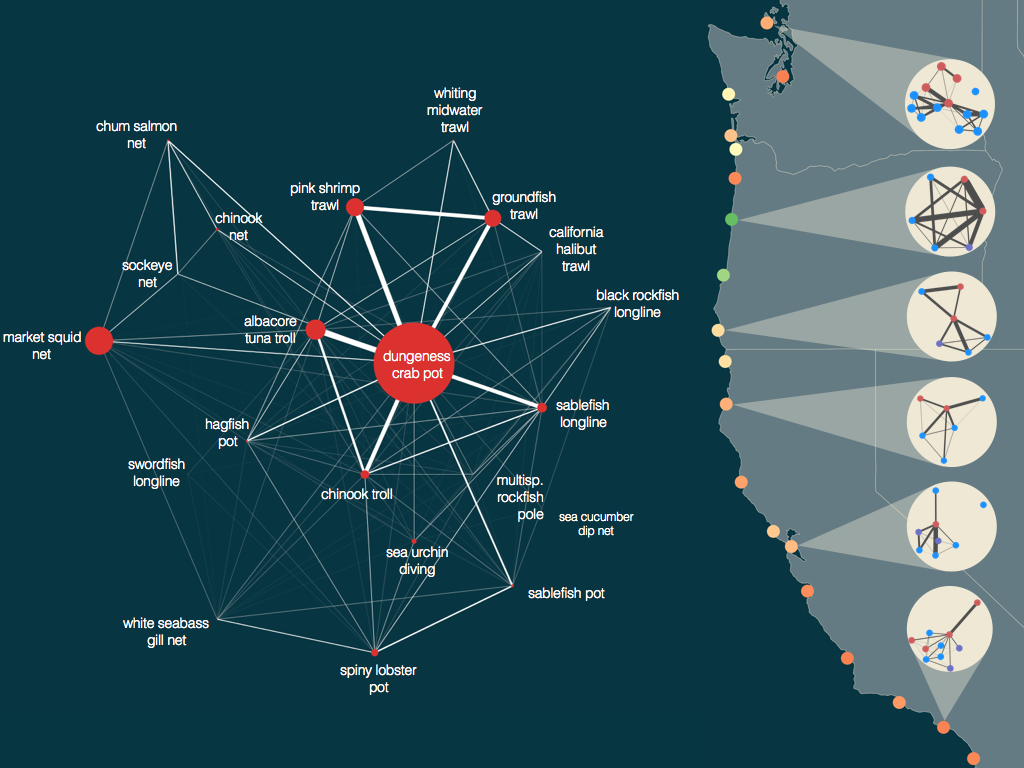 whiting
midwater
trawl
chum salmon
net
pink shrimp
trawl
groundfish
trawl
chinook
net
california
halibut
trawl
sockeye
net
black rockfish
longline
market squid
net
albacore
tuna troll
dungeness
crab pot
sablefish
longline
hagfish
pot
swordfish
longline
chinook troll
multisp.
rockfish
pole
sea cucumber
dip net
sea urchin
diving
sablefish pot
white seabass
gill net
spiny lobster
pot